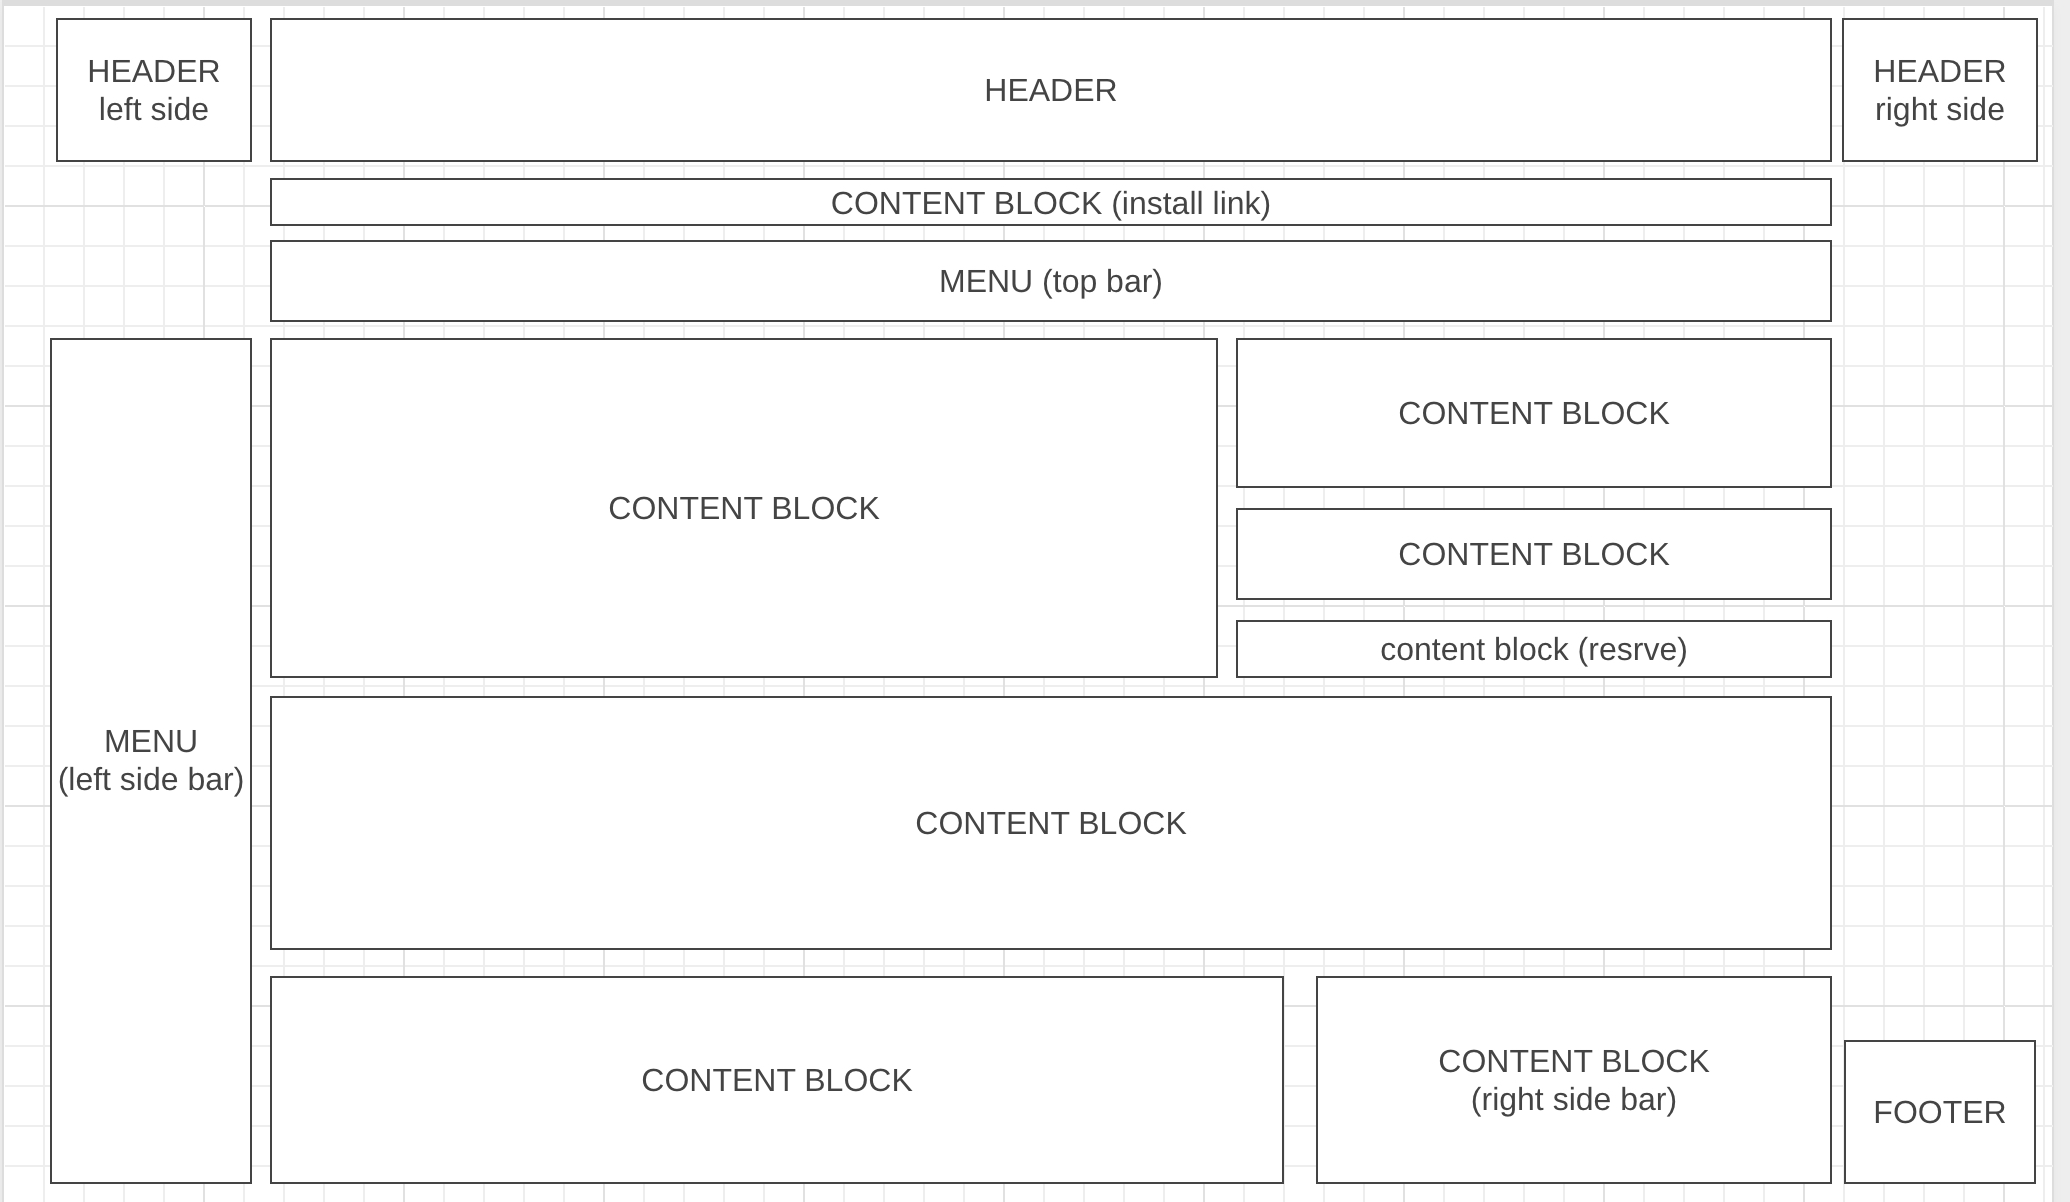 HEADER
left side
HEADER
HEADER
right side
CONTENT BLOCK (install link)
MENU (top bar)
MENU
(left side bar)
CONTENT BLOCK
CONTENT BLOCK
CONTENT BLOCK
content block (resrve)
CONTENT BLOCK
CONTENT BLOCK
CONTENT BLOCK
(right side bar)
FOOTER